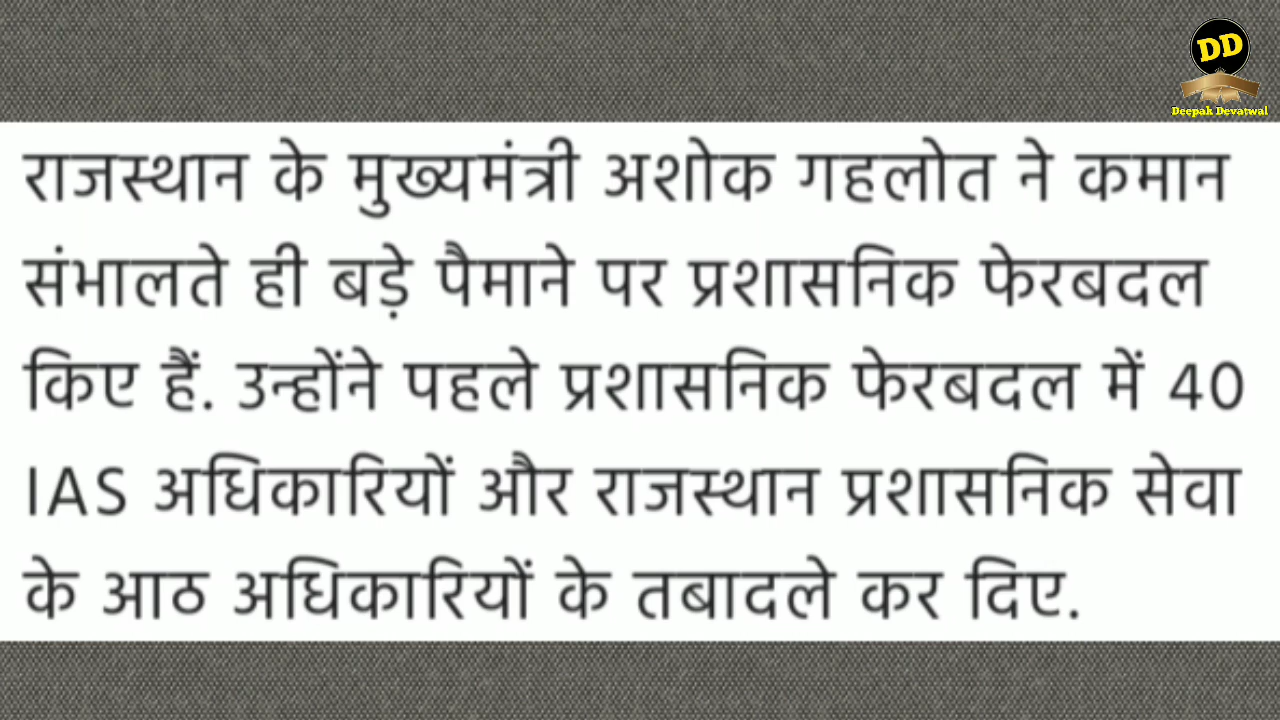 DD
Deepak Devatwal
राजस्थान के मुख्यमंत्री अशोक गहलोत ने कमान
संभालते ही बड़े पैमाने पर प्रशासनिक फेरबदल
किए हैं. उन्होंने पहले प्रशासनिक फेरबदल में 40
IAS अधिकारियों और राजस्थान प्रशासनिक सेवा
के आठ अधिकारियों के तबादले कर दिए.